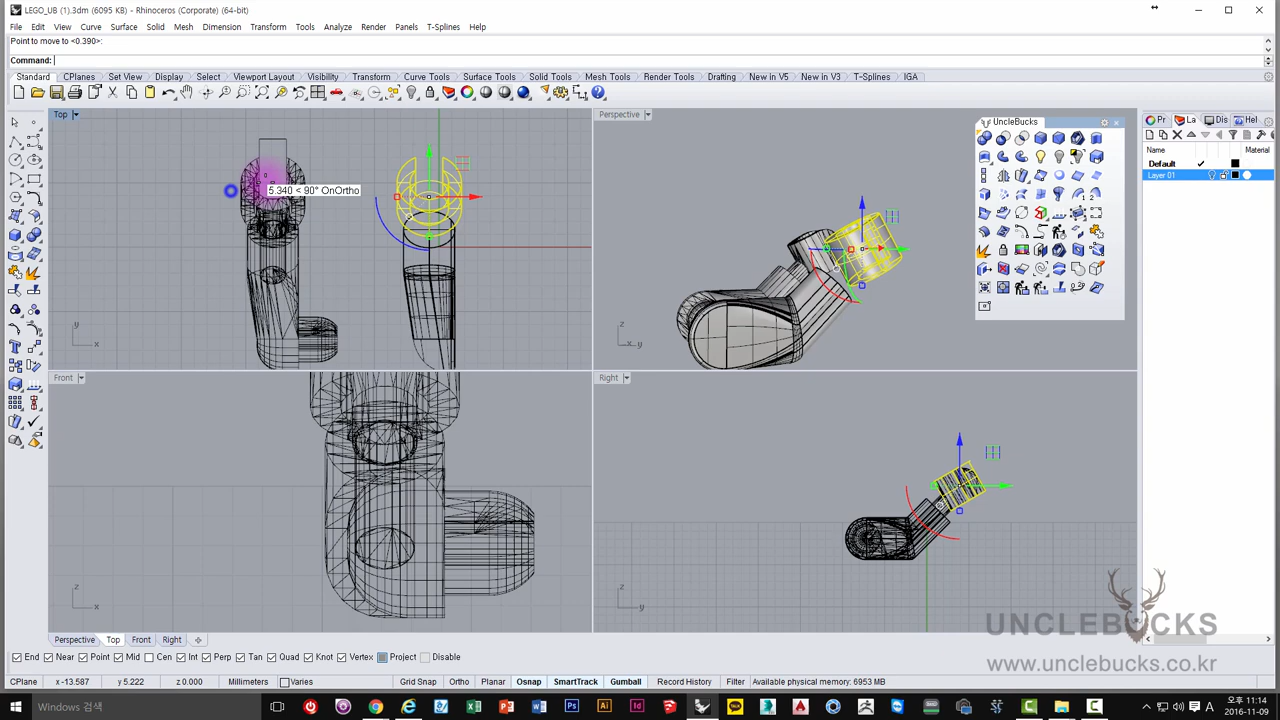 LEGO_UB (1).3dm (6095 KB) - Rhinoceros (Corporate) (64-bit)
File Edit View Curve Surface Solid Mesh Dimension Transform Tools Analyze Render Panels T-Splines Help
Point to move to <0.390>:
Command:
Standard CPlanes Set View Display Select Viewport Layout Visibility Transform Curve Tools Surface Tools Solid Tools Mesh Tools Render Tools Drafting New in V5 New in V3 T-Splines IGA
Top
Perspective
UncleBucks
Pr La Dis Hel
Name Material
Default
Layer 01
5.340 < 90° OnOrtho
y x
z x y
Front
Right
z x
z y
UNCLEBUCKS
www.unclebucks.co.kr
Perspective Top Front Right
End Near Point Mid Cen Int Perp Tan Quad Knot Vertex Project Disable
CPlane x -13.587 y 5.222 z 0.000 Millimeters Varies Grid Snap Ortho Planar Osnap SmartTrack Gumball Record History Filter Available physical memory: 6953 MB
Windows 검색
A
오후 11:14
2016-11-09